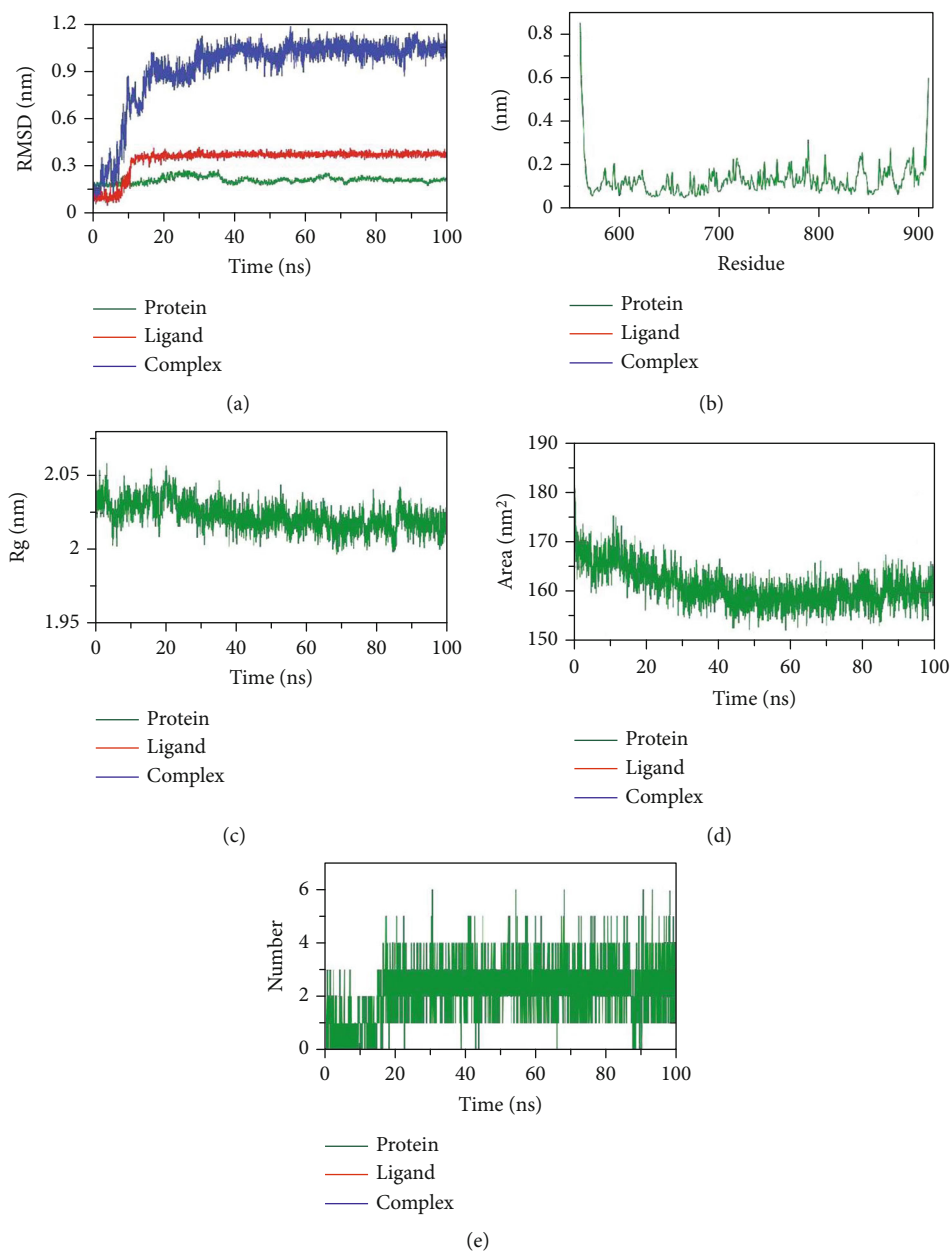 1.2
0.9
0.6
0.3
0
RMSD (nm)
0 20 40 60 80 100
Time (ns)
Protein
Ligand
Complex
(a)
0.8
0.6
0.4
0.2
0
(nm)
600 700 800 900
Residue
Protein
Ligand
Complex
(b)
2.05
2
1.95
Rg (nm)
0 20 40 60 80 100
Time (ns)
Protein
Ligand
Complex
(c)
190
180
170
160
150
Area (nm²)
0 20 40 60 80 100
Time (ns)
Protein
Ligand
Complex
(d)
6
4
2
0
Number
0 20 40 60 80 100
Time (ns)
Protein
Ligand
Complex
(e)